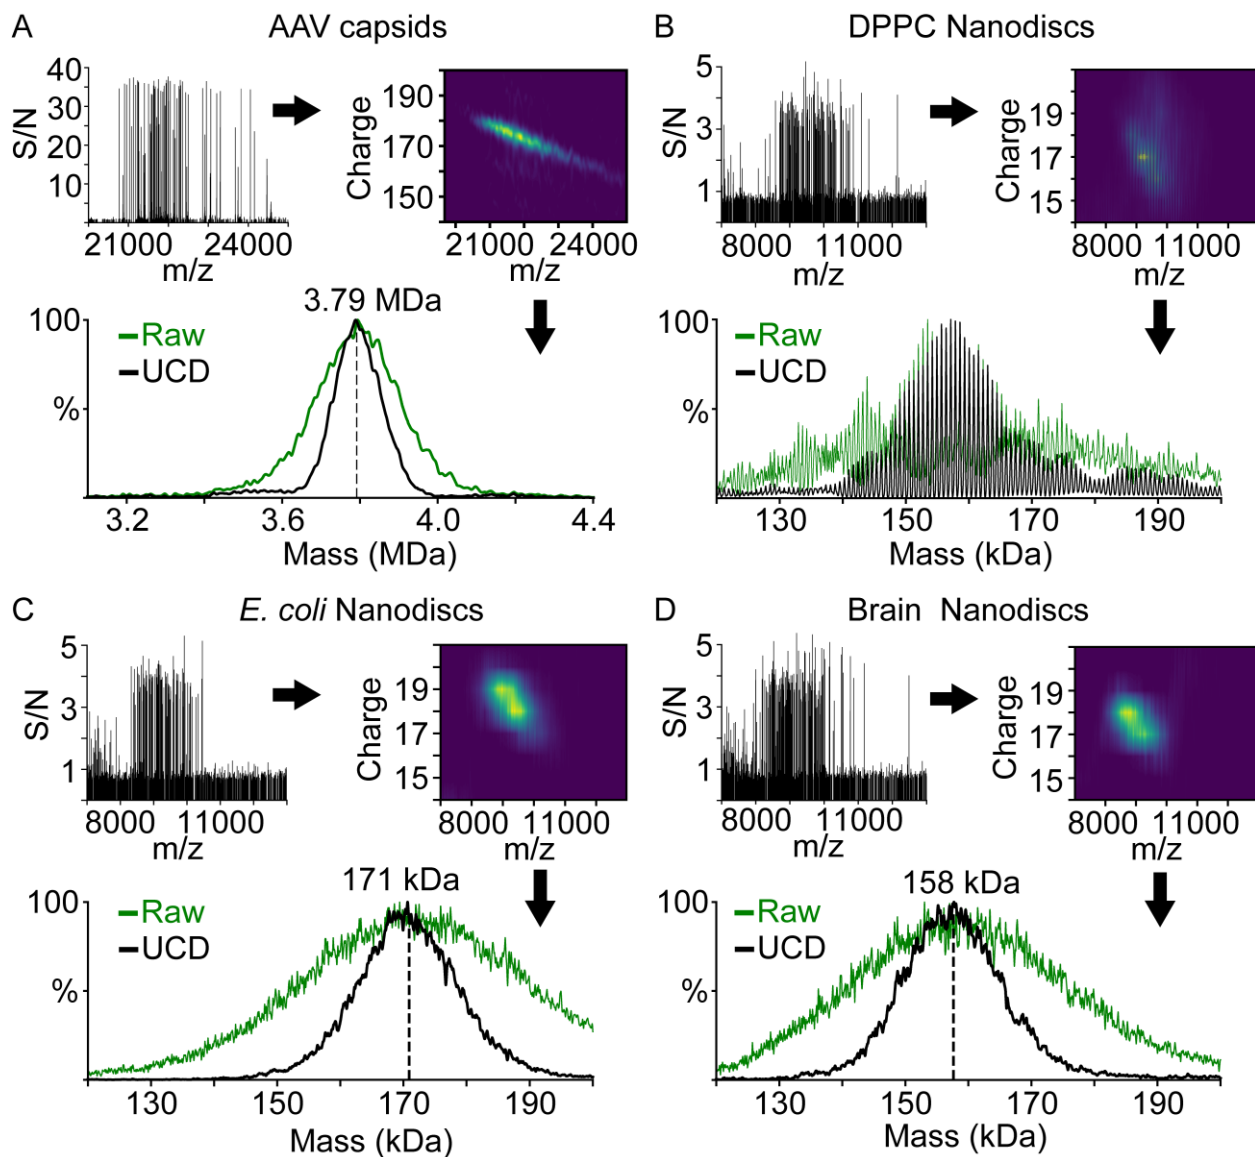 A AAV capsids
40
30
20
10
S/N
21000 24000
m/z
190
170
150
Charge
21000 24000
m/z
3.79 MDa
100
%
Raw
UCD
3.2 3.6 4.0 4.4
Mass (MDa)
B DPPC Nanodiscs
5
3
1
S/N
8000 11000
m/z
19
17
15
Charge
8000 11000
m/z
100
%
Raw
UCD
130 150 170 190
Mass (kDa)
C E. coli Nanodiscs
5
3
1
S/N
8000 11000
m/z
19
17
15
Charge
8000 11000
m/z
171 kDa
100
%
Raw
UCD
130 150 170 190
Mass (kDa)
D Brain Nanodiscs
5
3
1
S/N
8000 11000
m/z
19
17
15
Charge
8000 11000
m/z
158 kDa
100
%
Raw
UCD
130 150 170 190
Mass (kDa)